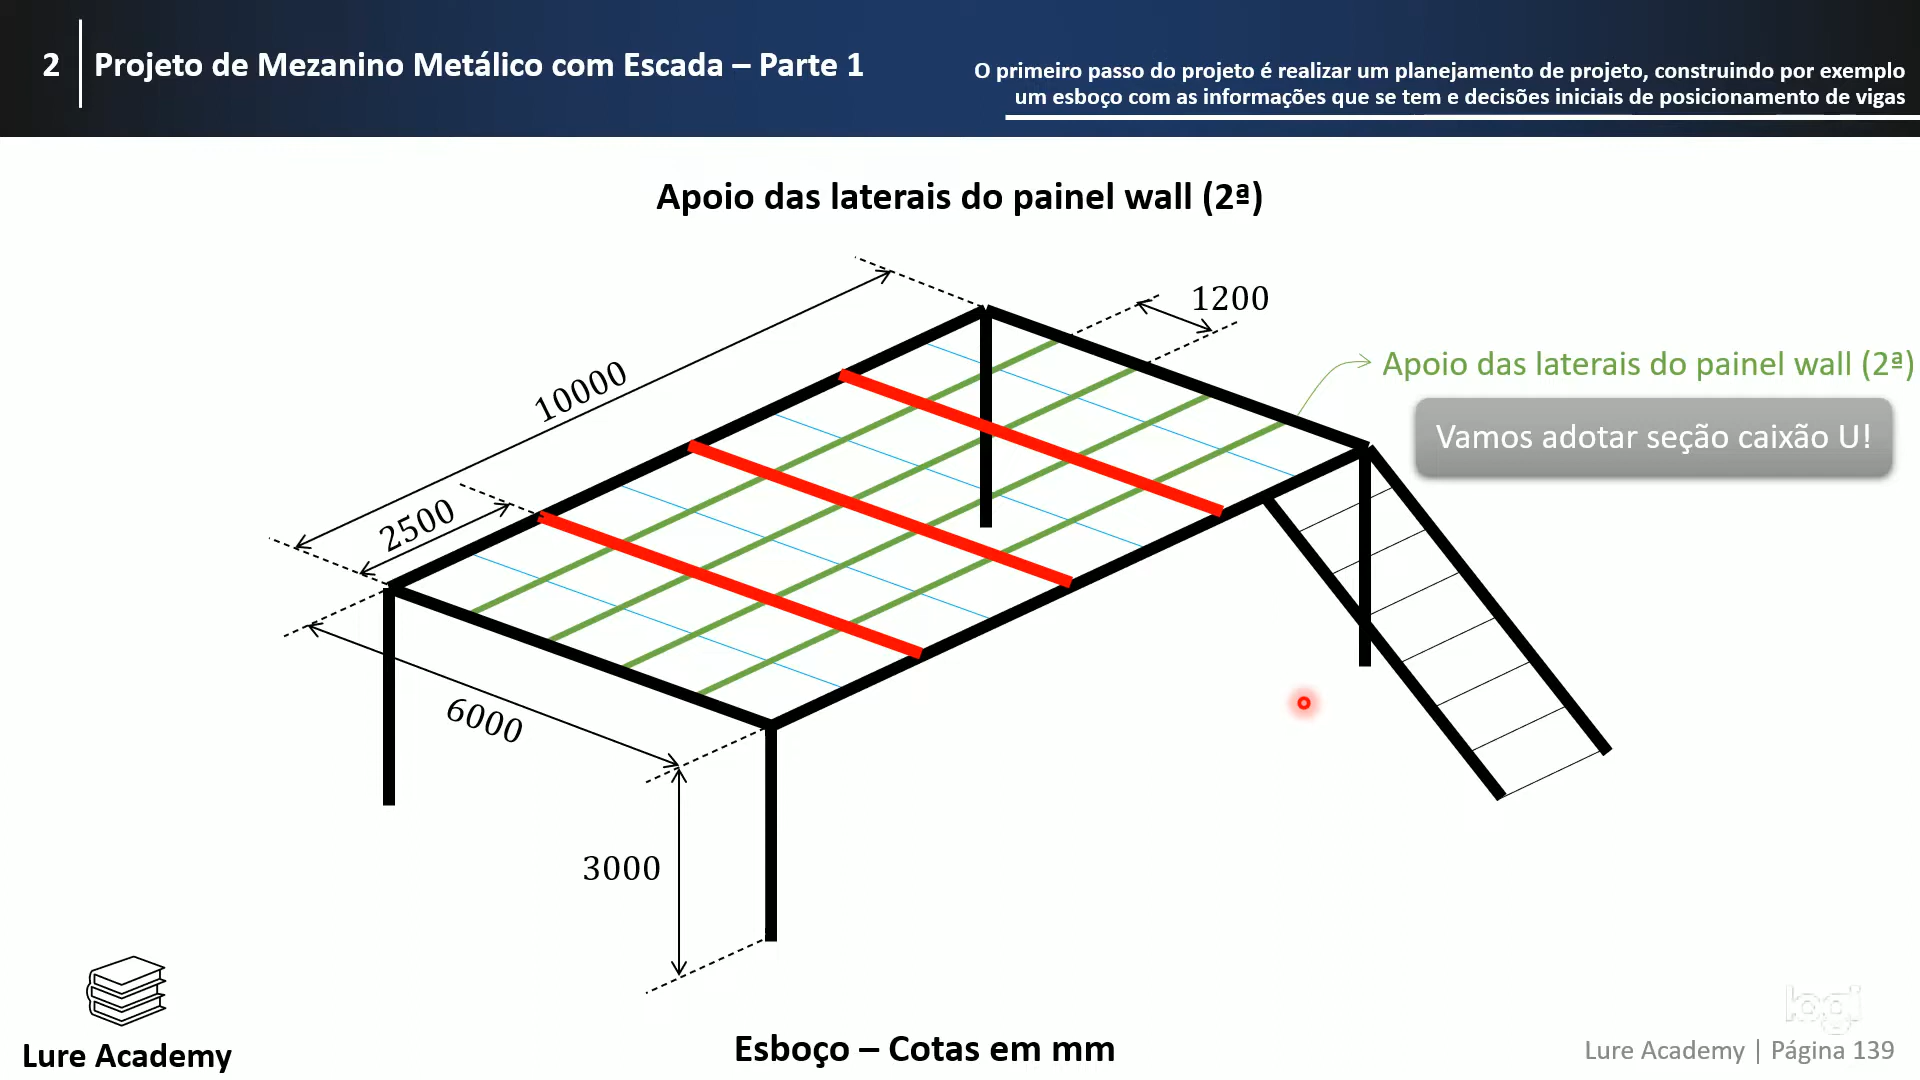 2
Projeto de Mezanino Metálico com Escada – Parte 1
O primeiro passo do projeto é realizar um planejamento de projeto, construindo por exemplo
um esboço com as informações que se tem e decisões iniciais de posicionamento de vigas
Apoio das laterais do painel wall (2ª)
1200
10000
Apoio das laterais do painel wall (2ª)
Vamos adotar seção caixão U!
2500
6000
3000
Lure Academy
Esboço – Cotas em mm
logi
Lure Academy | Página 139